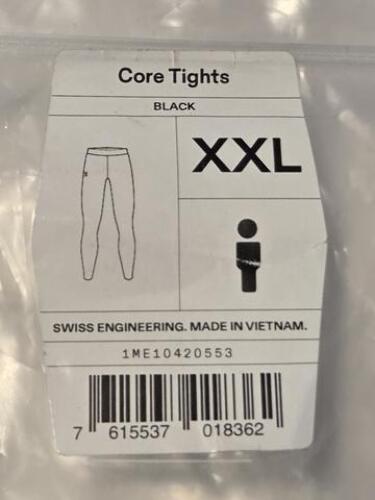 Core Tights
BLACK
XXL
SWISS ENGINEERING. MADE IN VIETNAM.
1ME10420553
7 615537 018362